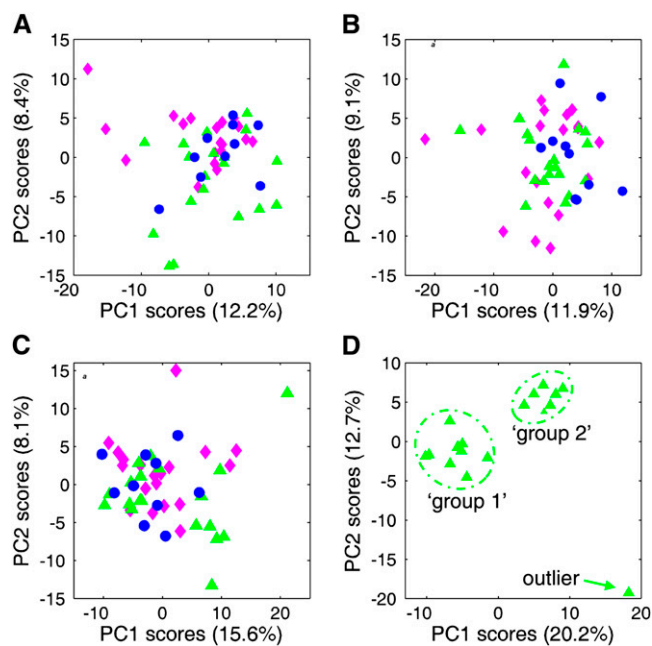 A
15
10
5
0
-5
-10
-15
-20
-10
0
10
PC2 scores (8.4%)
PC1 scores (12.2%)
B
a
15
10
5
0
-5
-10
-15
-20
-10
0
10
PC2 scores (9.1%)
PC1 scores (11.9%)
C
a
15
10
5
0
-5
-10
-15
-10
0
10
20
PC2 scores (8.1%)
PC1 scores (15.6%)
D
10
5
0
-5
-10
-15
-20
-10
0
10
20
PC2 scores (12.7%)
'group 2'
'group 1'
outlier
PC1 scores (20.2%)